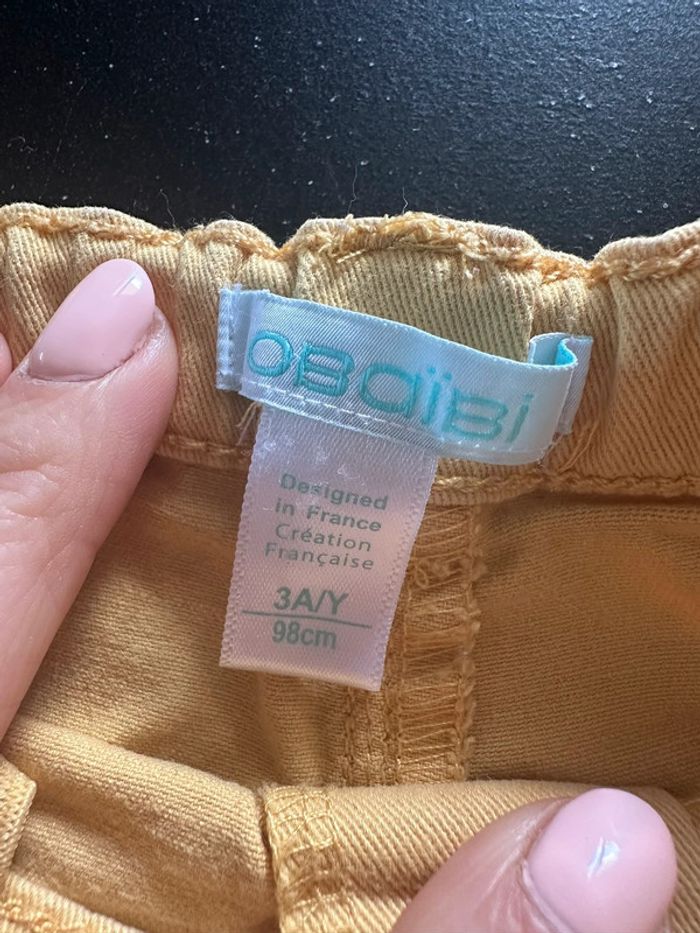 OBAÏBI
Designed
in France
Création
Française
3A/Y
98cm